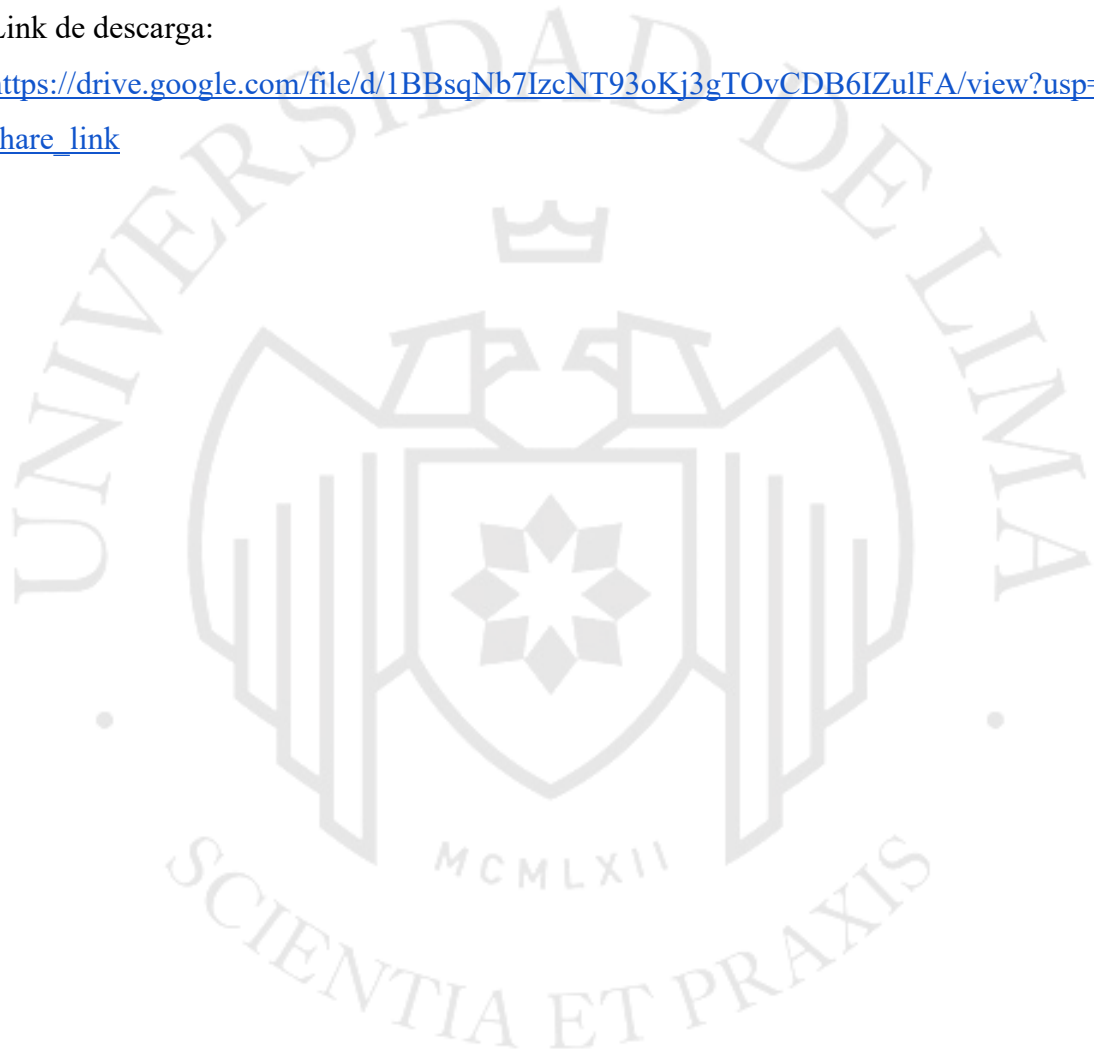 Link de descarga:
https://drive.google.com/file/d/1BBsqNb7IzcNT93oKj3gTOvCDB6IZulFA/view?usp=
share_link
UNIVERSIDAD DE LIMA
MCMLXII
SCIENTIA ET PRAXIS